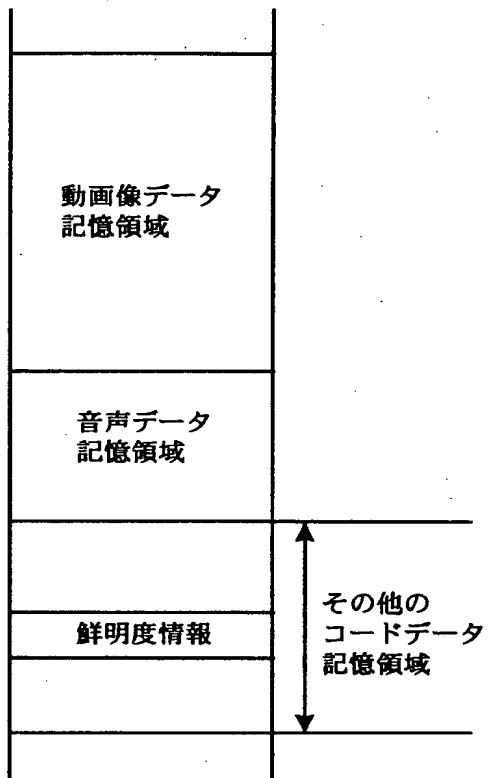 動画像データ
記憶領域
音声データ
記憶領域
鮮明度情報
その他の
コードデータ
記憶領域